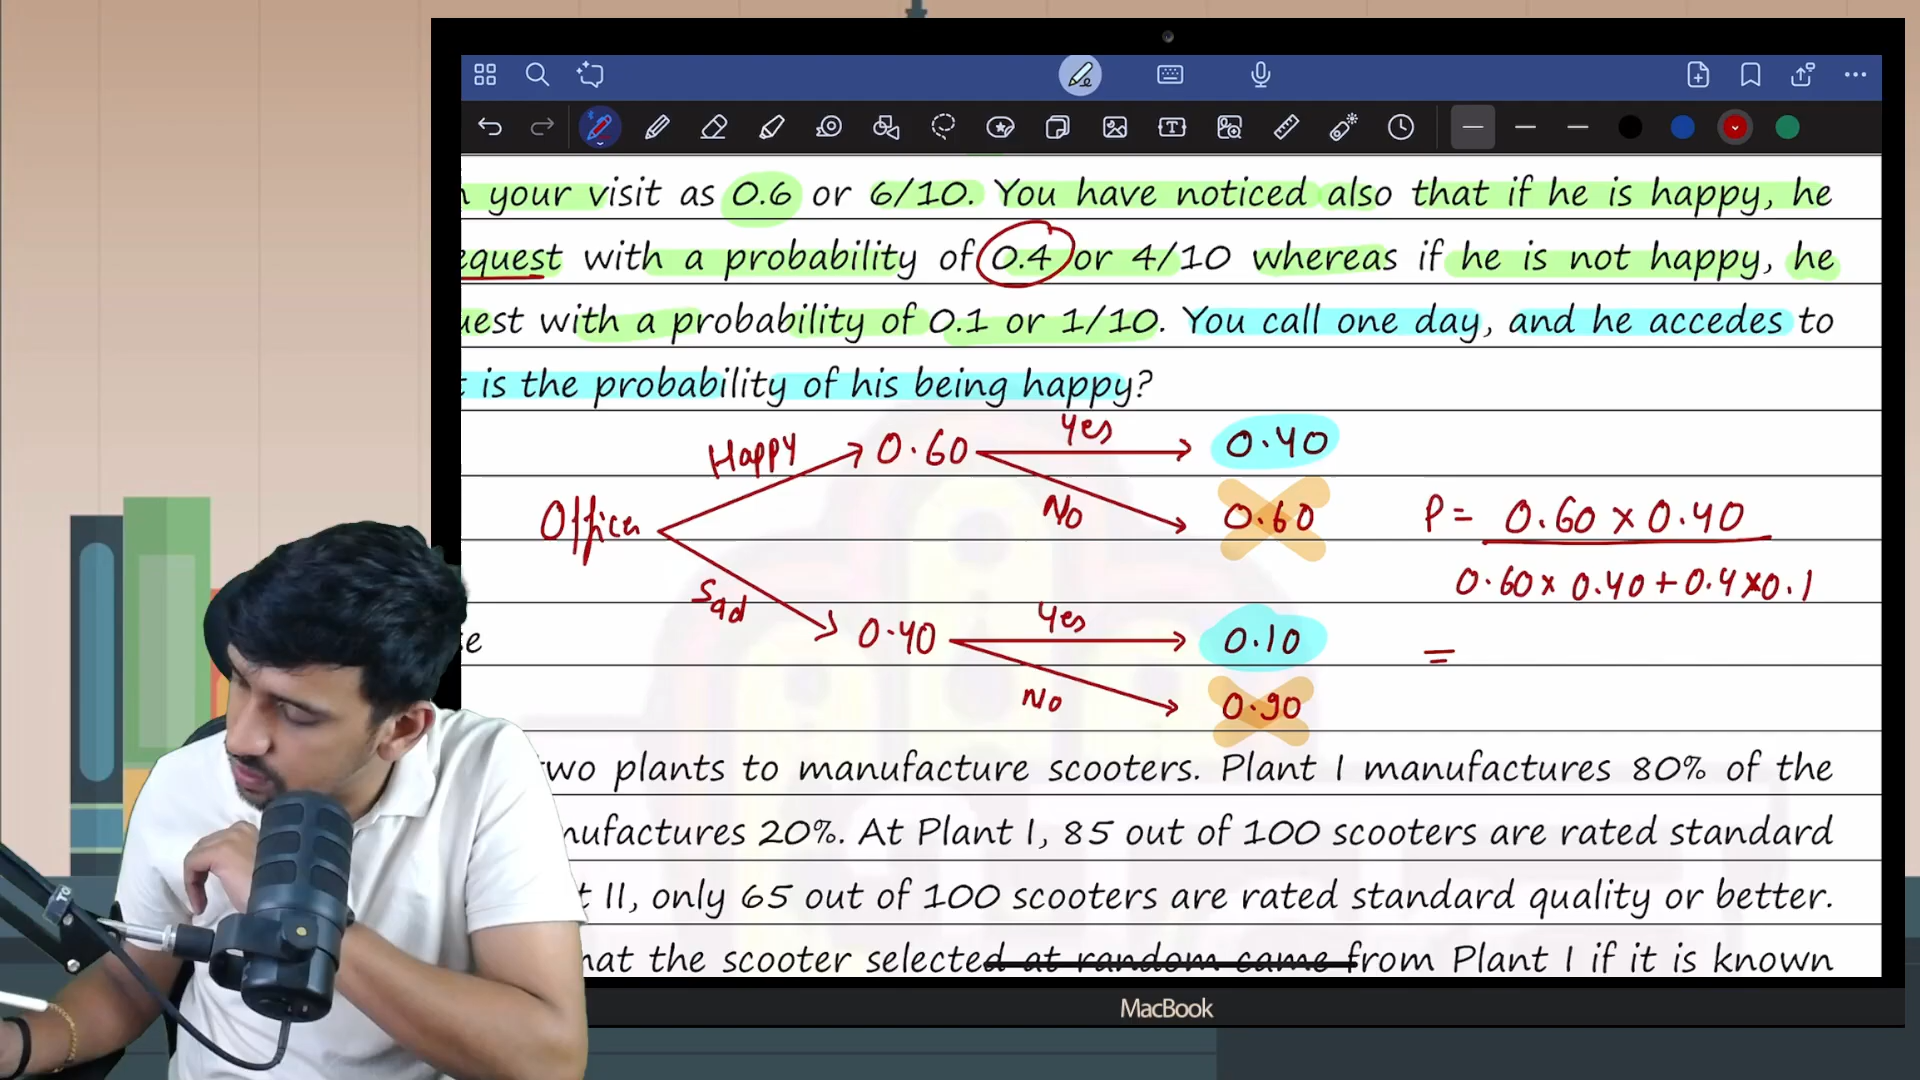 your visit as 0.6 or 6/10. You have noticed also that if he is happy, he
equest with a probability of 0.4 or 4/10 whereas if he is not happy, he
uest with a probability of 0.1 or 1/10. You call one day, and he accedes to
t is the probability of his being happy?
Happy 0.60 Yes 0.40
Officer No 0.60 P = 0.60 x 0.40
0.60 x 0.40 + 0.4 x 0.1
Sad 0.40 Yes 0.10 =
e
No 0.90
two plants to manufacture scooters. Plant I manufactures 80% of the
nufactures 20%. At Plant I, 85 out of 100 scooters are rated standard
t II, only 65 out of 100 scooters are rated standard quality or better.
hat the scooter selected at random came from Plant I if it is known
MacBook